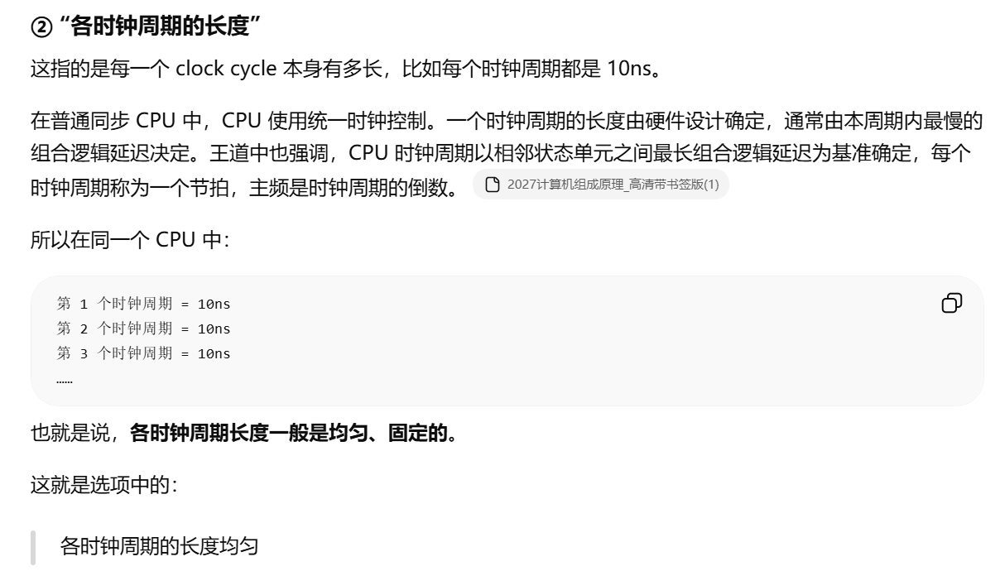 ② “各时钟周期的长度”
这指的是每一个 clock cycle 本身有多长，比如每个时钟周期都是 10ns。
在普通同步 CPU 中，CPU 使用统一时钟控制。一个时钟周期的长度由硬件设计确定，通常由本周期内最慢的
组合逻辑延迟决定。王道中也强调，CPU 时钟周期以相邻状态单元之间最长组合逻辑延迟为基准确定，每个
时钟周期称为一个节拍，主频是时钟周期的倒数。 2027计算机组成原理_高清带书签版(1)
所以在同一个 CPU 中：
第 1 个时钟周期 = 10ns
第 2 个时钟周期 = 10ns
第 3 个时钟周期 = 10ns
……
也就是说，各时钟周期长度一般是均匀、固定的。
这就是选项中的：
各时钟周期的长度均匀